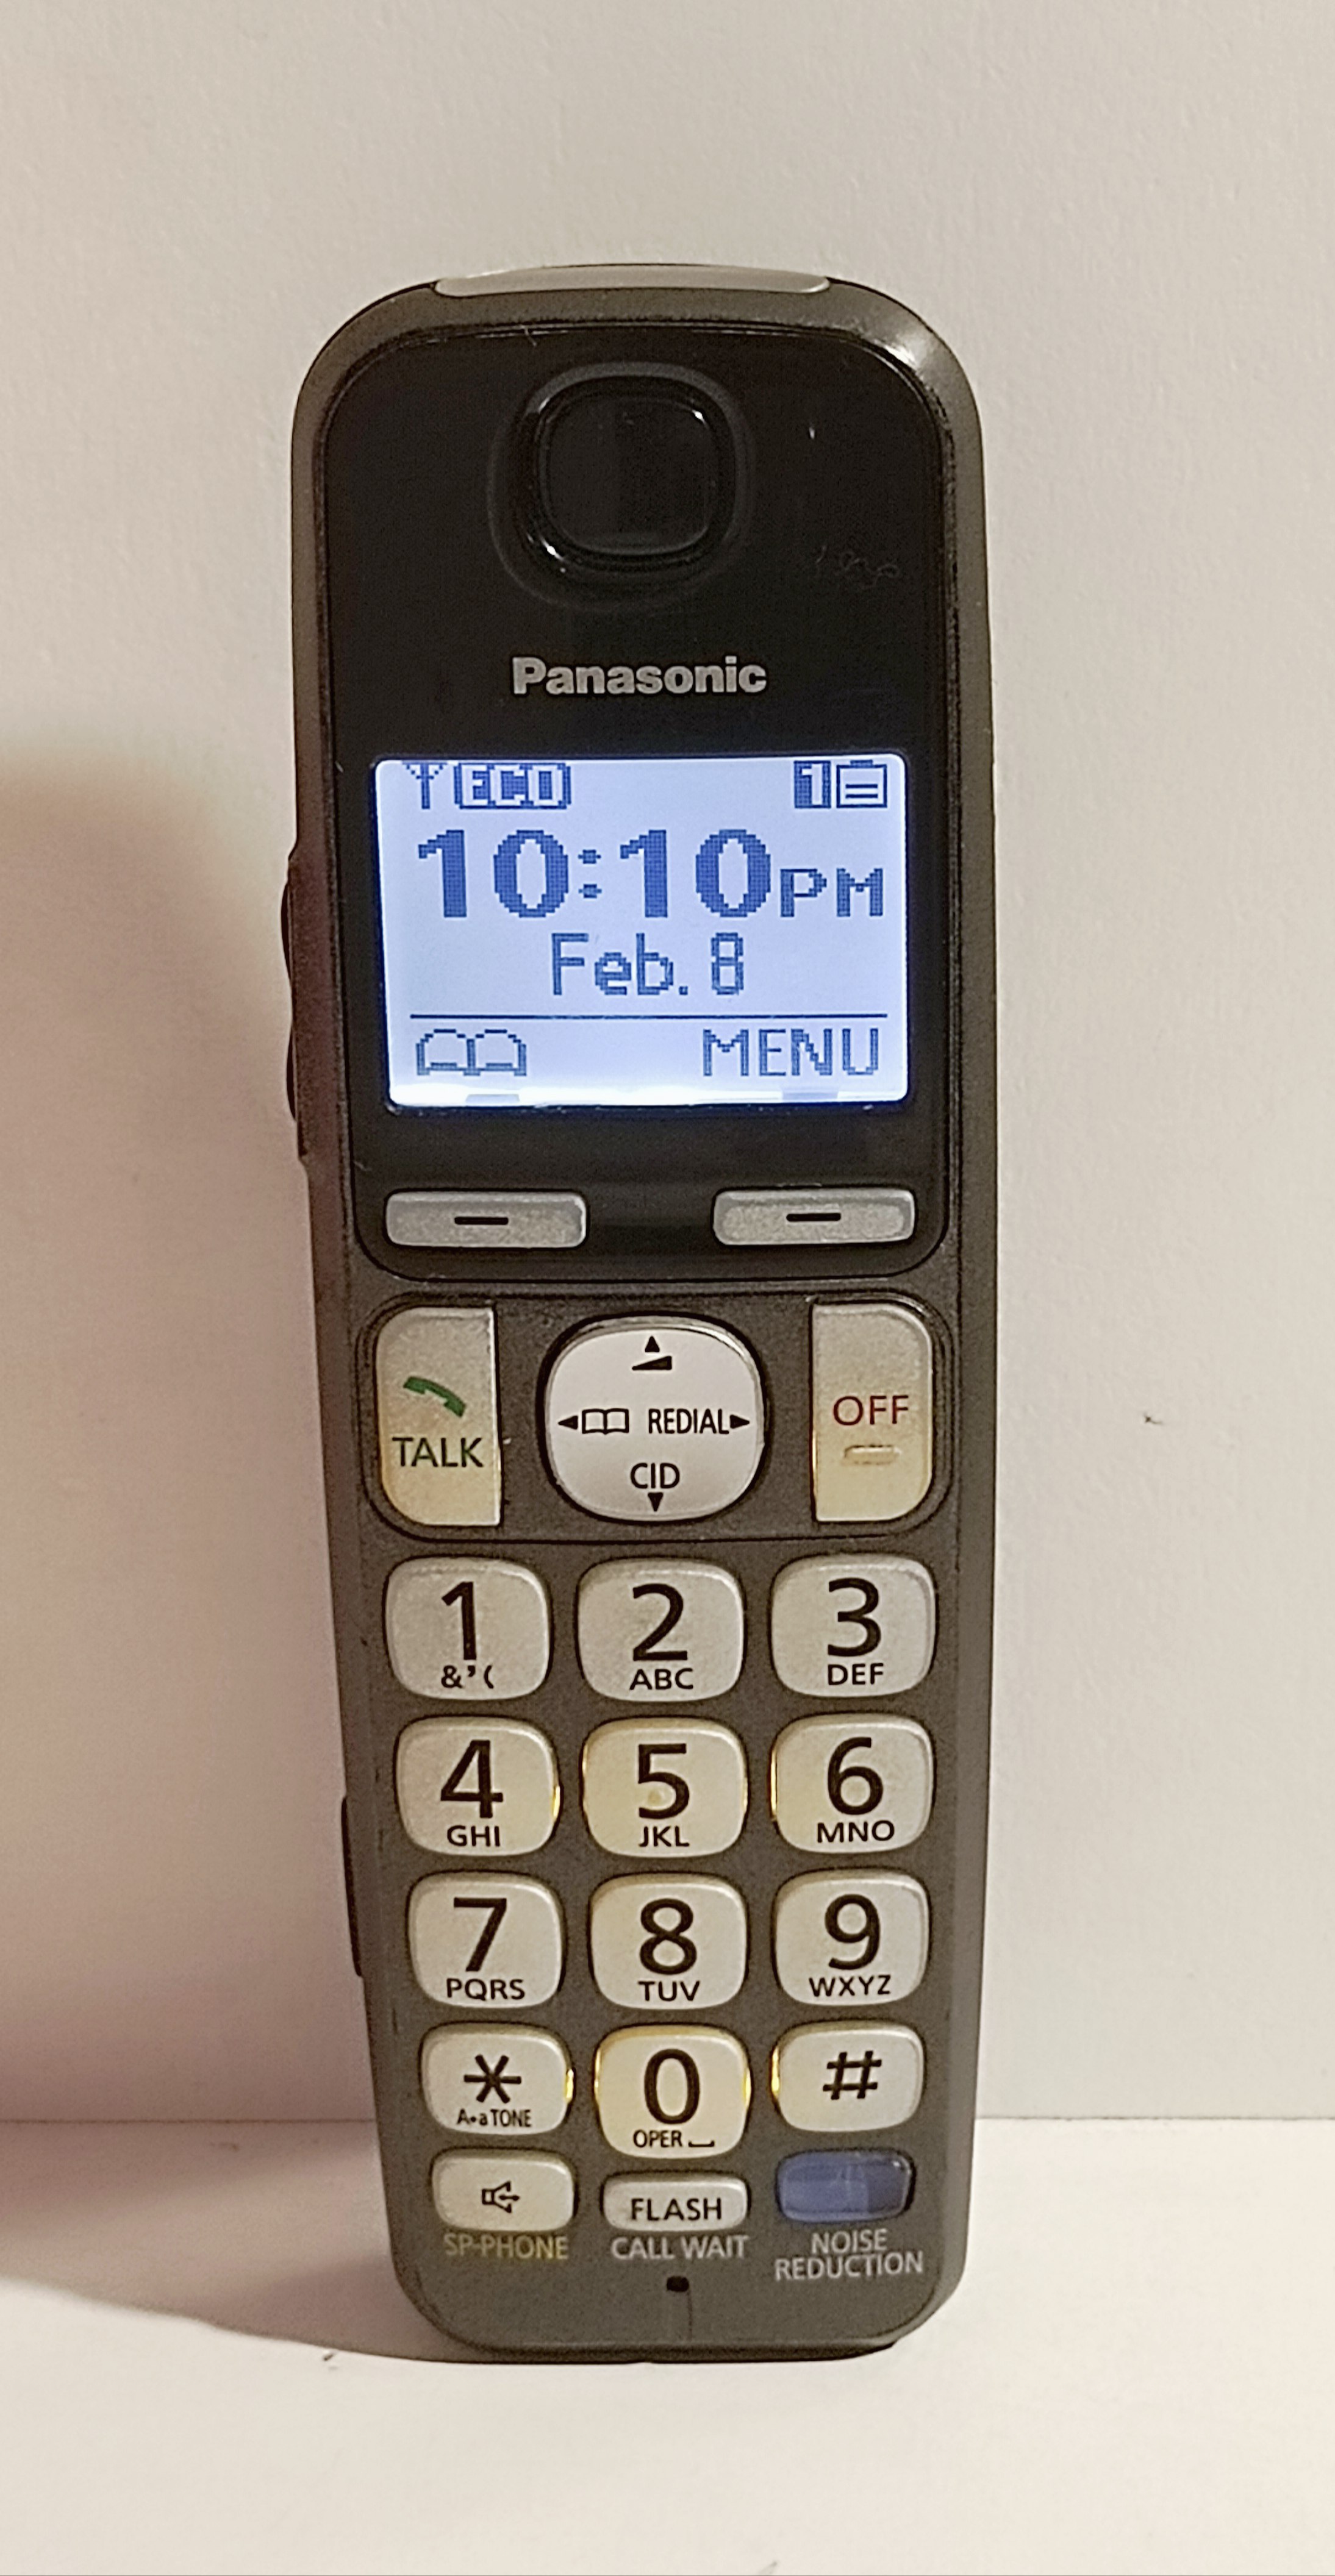 Panasonic
ECO 1
10:10PM
Feb. 8
MENU
TALK
REDIAL
CID
OFF
1 2 3
&'( ABC DEF
4 5 6
GHI JKL MNO
7 8 9
PQRS TUV WXYZ
* 0 #
A•a TONE OPER
FLASH
SP-PHONE CALL WAIT NOISE
REDUCTION